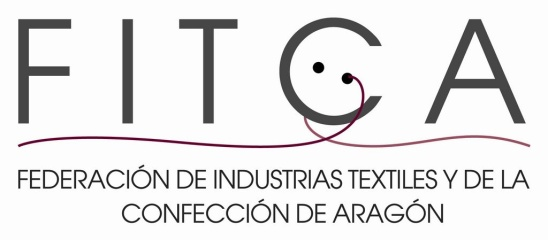 FITCA
FEDERACIÓN DE INDUSTRIAS TEXTILES Y DE LA
CONFECCIÓN DE ARAGÓN